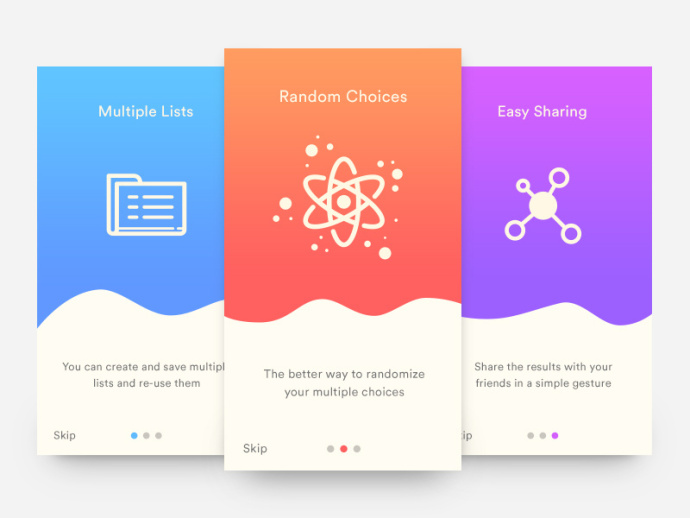 Multiple Lists
You can create and save multipl
lists and re-use them
Skip
Random Choices
The better way to randomize
your multiple choices
Skip
Easy Sharing
Share the results with your
friends in a simple gesture
ip